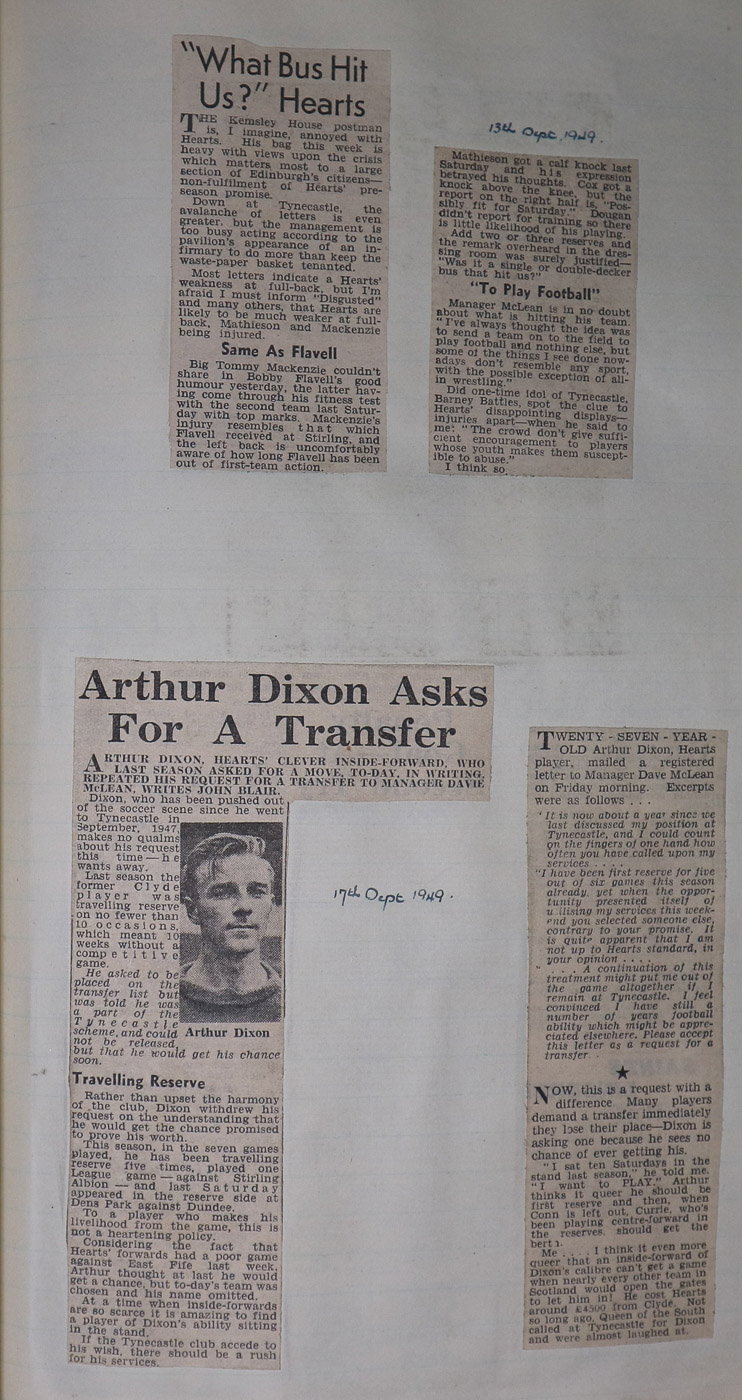 "What Bus Hit
Us?" Hearts
THE Kemsley House postman
is, I imagine, annoyed with
Hearts. His bag this week is
heavy with views upon the crisis
which matters most to a large
section of Edinburgh's citizens—
non-fulfilment of Hearts' pre-
season promise.
Down at Tynecastle, the
avalanche of letters is even
greater, but the management is
too busy acting according to the
pavilion's appearance of an in-
firmary to do more than keep the
waste-paper basket tenanted.
Most letters indicate a Hearts'
weakness at full-back, but I'm
afraid I must inform "Disgusted"
and many others, that Hearts are
likely to be much weaker at full-
back, Mathieson and Mackenzie
being injured.
Same As Flavell
Big Tommy Mackenzie couldn't
share in Bobby Flavell's good
humour yesterday, the latter hav-
ing come through his fitness test
with the second team last Satur-
day with top marks. Mackenzie's
injury resembles that which
Flavell received at Stirling, and
the left back is uncomfortably
aware of how long Flavell has been
out of first-team action.
13th Sept 1949.
Mathieson got a calf knock last
Saturday and his expression
betrayed his thoughts. Cox got a
knock above the knee, but the
report on the right half is, "Pos-
sibly fit for Saturday." Dougan
didn't report for training so there
is little likelihood of his playing.
Add two or three reserves and
the remark overheard in the dres-
sing room was surely justified—
"Was it a single or double-decker
bus that hit us?"
"To Play Football"
Manager McLean is in no doubt
about what is hitting his team.
"I've always thought the idea was
to send a team on to the field to
play football and nothing else, but
some of the things I see done now-
adays don't resemble any sport,
with the possible exception of all-
in wrestling."
Did one-time idol of Tynecastle,
Barney Battles, spot the clue to
Hearts' disappointing displays—
injuries apart—when he said to
me: "The crowd don't give suffi-
cient encouragement to players
whose youth makes them suscept-
ible to abuse."
I think so.
Arthur Dixon Asks
For A Transfer
ARTHUR DIXON, HEARTS' CLEVER INSIDE-FORWARD, WHO
LAST SEASON ASKED FOR A MOVE, TO-DAY, IN WRITING,
REPEATED HIS REQUEST FOR A TRANSFER TO MANAGER DAVIE
McLEAN, WRITES JOHN BLAIR.
Dixon, who has been pushed out
of the soccer scene since he went
to Tynecastle in
September, 1947,
makes no qualms
about his request
this time—he
wants away.
Last season the
former Clyde
player was
travelling reserve
on no fewer than
10 occasions,
which meant 10
weeks without a
competitive
game.
He asked to be
placed on the
transfer list but
was told he was
a part of the
Tynecastle
scheme, and could
not be released,
but that he would get his chance
soon.
Arthur Dixon
Travelling Reserve
Rather than upset the harmony
of the club, Dixon withdrew his
request on the understanding that
he would get the chance promised
to prove his worth.
This season, in the seven games
played, he has been travelling
reserve five times, played one
League game—against Stirling
Albion—and last Saturday
appeared in the reserve side at
Dens Park against Dundee.
To a player who makes his
livelihood from the game, this is
not a heartening policy.
Considering the fact that
Hearts' forwards had a poor game
against East Fife last week,
Arthur thought at last he would
get a chance, but to-day's team was
chosen and his name omitted.
At a time when inside-forwards
are so scarce it is amazing to find
a player of Dixon's ability sitting
in the stand.
If the Tynecastle club accede to
his wish, there should be a rush
for his services.
17th Sept 1949.
TWENTY-SEVEN-YEAR-
OLD Arthur Dixon, Hearts
player, mailed a registered
letter to Manager Dave McLean
on Friday morning. Excerpts
were as follows . . .
"It is now about a year since we
last discussed my position at
Tynecastle, and I could count
on the fingers of one hand how
often you have called upon my
services . . . .
"I have been first reserve for five
out of six games this season
already, yet when the oppor-
tunity presented itself of
utilising my services this week-
end you selected someone else,
contrary to your promise. It
is quite apparent that I am
not up to Hearts standard, in
your opinion . . . .
" . . . A continuation of this
treatment might put me out of
the game altogether if I
remain at Tynecastle. I feel
convinced I have still a
number of years football
ability which might be appre-
ciated elsewhere. Please accept
this letter as a request for a
transfer .
★
NOW, this is a request with a
difference Many players
demand a transfer immediately
they lose their place—Dixon is
asking one because he sees no
chance of ever getting his.
"I sat ten Saturdays in the
stand last season," he told me.
"I want to PLAY." Arthur
thinks it queer he should be
first reserve and then, when
Conn is left out, Currie, who's
been playing centre-forward in
the reserves, should get the
berth.
Me . . . . I think it even more
queer that an inside-forward of
Dixon's calibre can't get a game
when nearly every other team in
Scotland would open the gates
to let him in! He cost Hearts
around £4500 from Clyde. Not
so long ago, Queen of the South
called at Tynecastle for Dixon
and were almost laughed at.